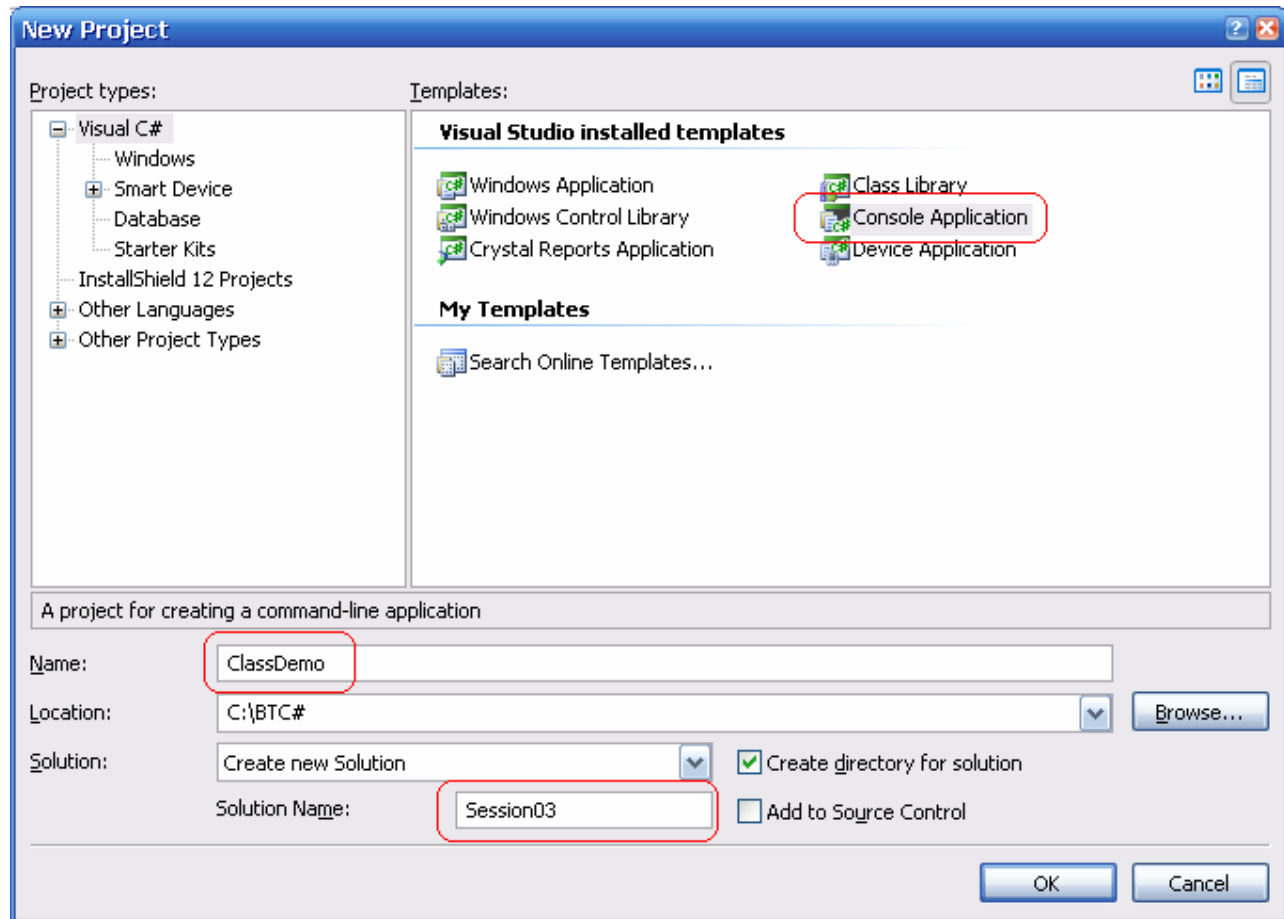 New Project
Project types:
Templates:
Visual C#
Windows
Smart Device
Database
Starter Kits
InstallShield 12 Projects
Other Languages
Other Project Types
Visual Studio installed templates
Windows Application
Class Library
Windows Control Library
Console Application
Crystal Reports Application
Device Application
My Templates
Search Online Templates...
A project for creating a command-line application
Name:
ClassDemo
Location:
C:\BTC#
Browse...
Solution:
Create new Solution
Create directory for solution
Solution Name:
Session03
Add to Source Control
OK
Cancel